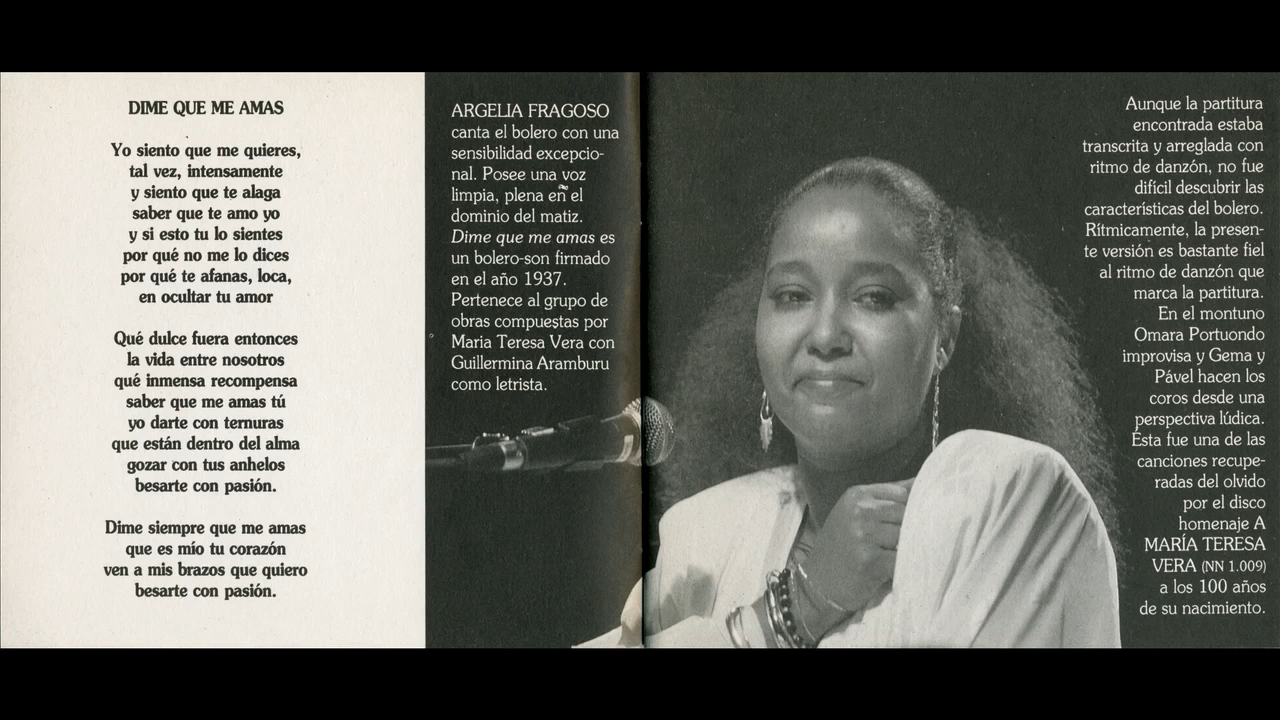 DIME QUE ME AMAS
Yo siento que me quieres,
tal vez, intensamente
y siento que te alaga
saber que te amo yo
y si esto tu lo sientes
por qué no me lo dices
por qué te afanas, loca,
en ocultar tu amor
Qué dulce fuera entonces
la vida entre nosotros
qué inmensa recompensa
saber que me amas tú
yo darte con ternuras
que están dentro del alma
gozar con tus anhelos
besarte con pasión.
Dime siempre que me amas
que es mío tu corazón
ven a mis brazos que quiero
besarte con pasión.
ARGELIA FRAGOSO
canta el bolero con una
sensibilidad excepcio-
nal. Posee una voz
limpia, plena en el
dominio del matiz.
Dime que me amas es
un bolero-son firmado
en el año 1937.
Pertenece al grupo de
obras compuestas por
Maria Teresa Vera con
Guillermina Aramburu
como letrista.
Aunque la partitura
encontrada estaba
transcrita y arreglada con
ritmo de danzón, no fue
difícil descubrir las
características del bolero.
Rítmicamente, la presen-
te versión es bastante fiel
al ritmo de danzón que
marca la partitura.
En el montuno
Omara Portuondo
improvisa y Gema y
Pável hacen los
coros desde una
perspectiva lúdica.
Ésta fue una de las
canciones recupe-
radas del olvido
por el disco
homenaje A
MARÍA TERESA
VERA (NN 1.009)
a los 100 años
de su nacimiento.